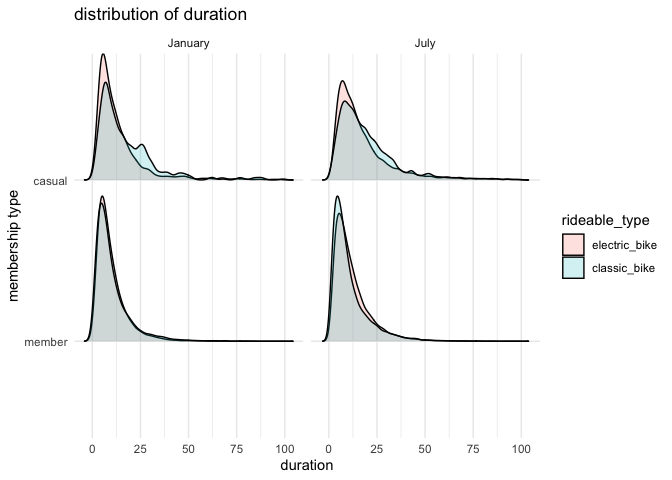 distribution of duration
January
July
casual
member
membership type
0 25 50 75 100
0 25 50 75 100
duration
rideable_type
electric_bike
classic_bike